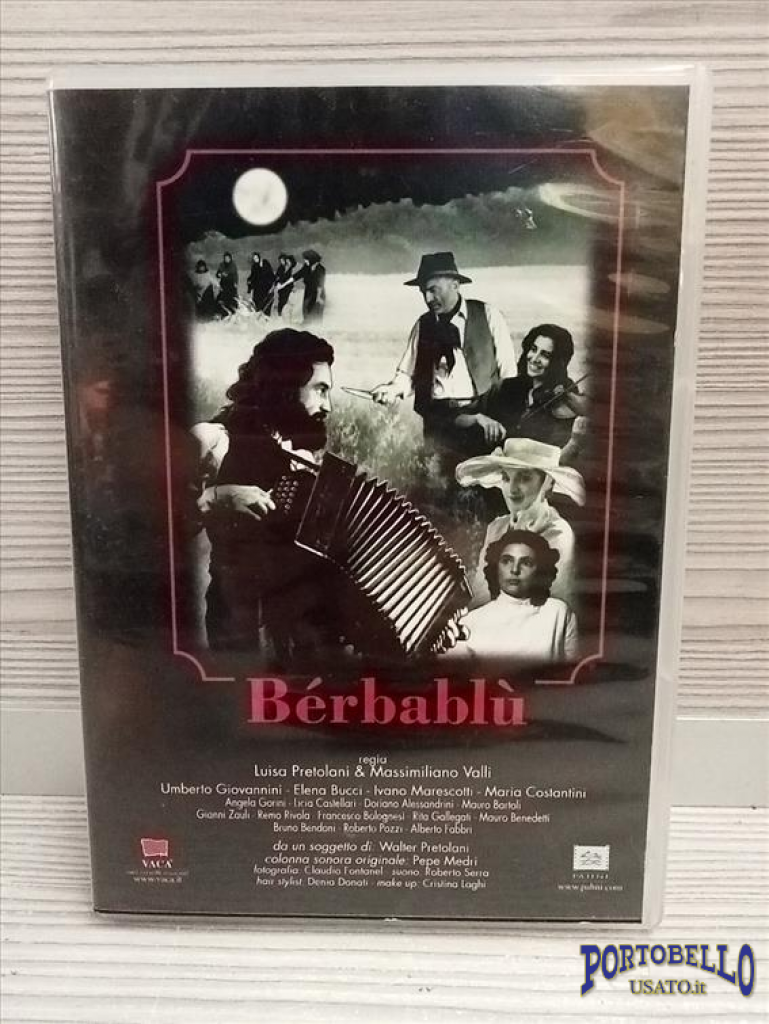 Bérbablù
regia
Luisa Pretolani & Massimiliano Valli
Umberto Giovannini - Elena Bucci - Ivano Marescotti - Maria Costantini
Angela Gorini - Licia Castellari - Doriano Alessandrini - Mauro Bartoli
Gianni Zauli - Remo Rivola - Francesco Bolognesi - Rita Gallegati - Mauro Benedetti
Bruno Bendoni - Roberto Pozzi - Alberto Fabbri
da un soggetto di: Walter Pretolani
colonna sonora originale: Pepe Medri
fotografia: Claudio Fontanel - suono: Roberto Serra
hair stylist: Denia Donati - make up: Cristina Laghi
VACA
www.vaca.it
PAHNI
www.pahni.com
PORTOBELLO
USATO.it